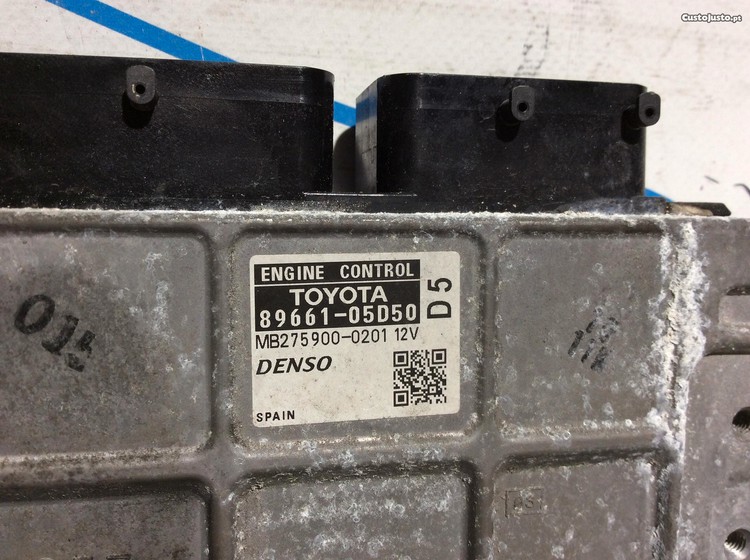 CustoJusto.pt
ENGINE CONTROL
TOYOTA
89661-05D50
D5
MB275900-0201 12V
DENSO
SPAIN